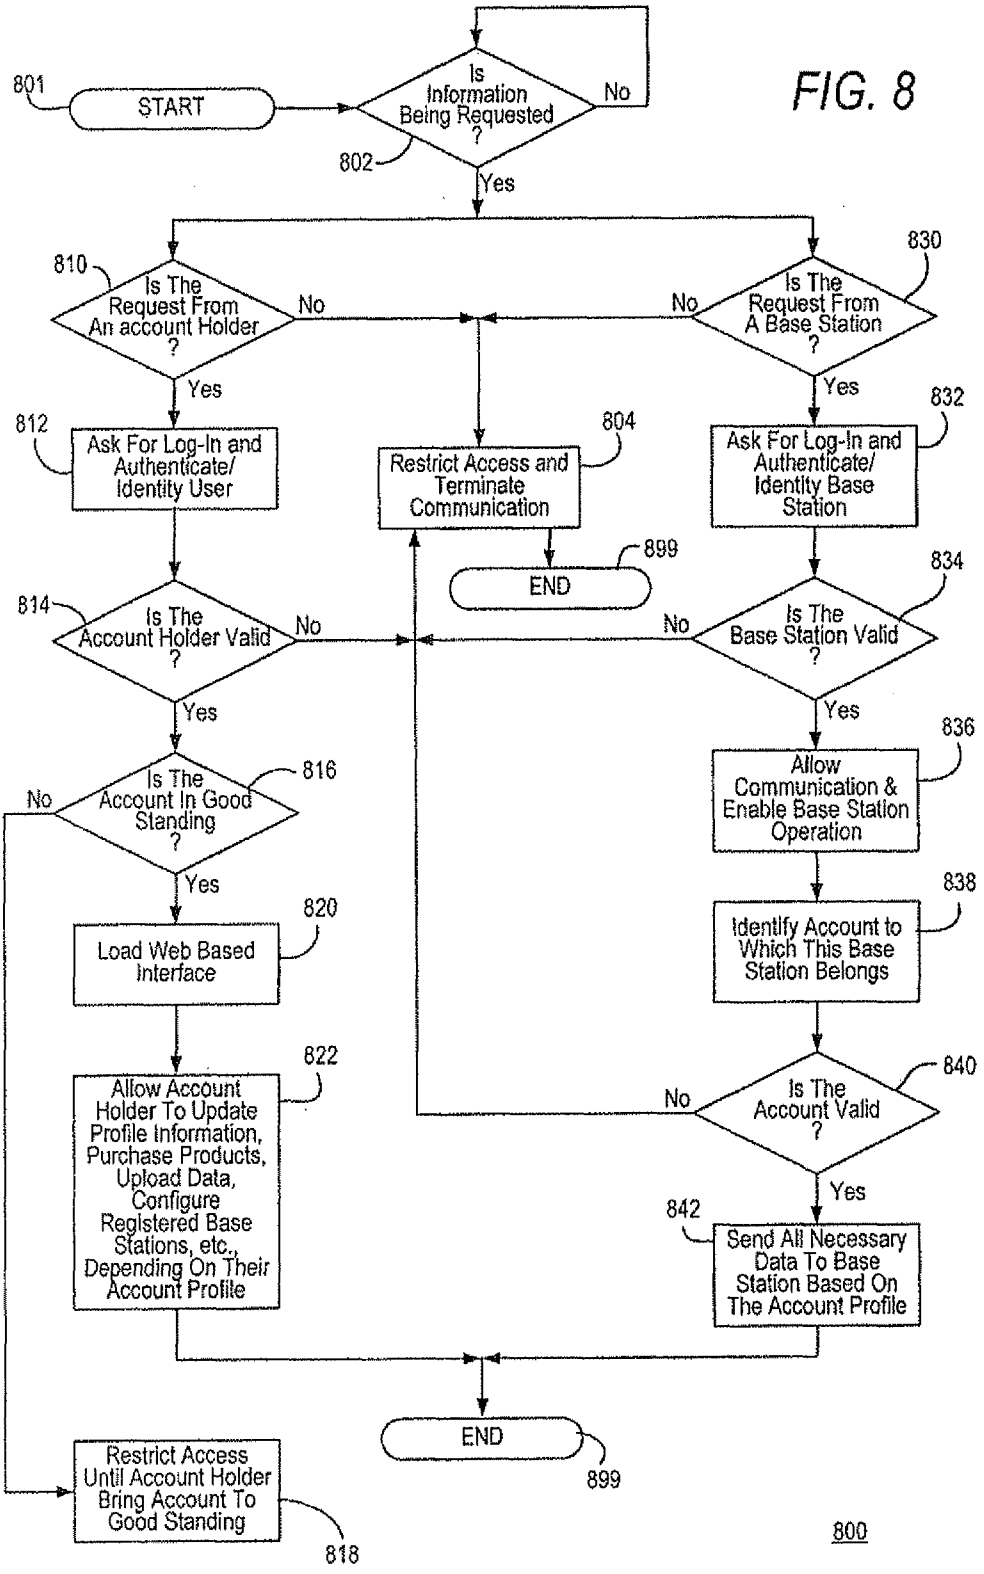 FIG. 8
801
START
Is
Information
Being Requested
?
No
802
Yes
810
Is The
Request From
An account Holder
?
No
Yes
830
Is The
Request From
A Base Station
?
No
Yes
812
Ask For Log-In and
Authenticate/
Identity User
804
Restrict Access and
Terminate
Communication
899
END
832
Ask For Log-In and
Authenticate/
Identity Base
Station
814
Is The
Account Holder Valid
?
No
Yes
834
Is The
Base Station Valid
?
No
Yes
816
Is The
Account In Good
Standing
?
No
Yes
836
Allow
Communication &
Enable Base Station
Operation
820
Load Web Based
Interface
838
Identify Account to
Which This Base
Station Belongs
822
Allow Account
Holder To Update
Profile Information,
Purchase Products,
Upload Data,
Configure
Registered Base
Stations, etc.,
Depending On Their
Account Profile
840
Is The
Account Valid
?
No
Yes
842
Send All Necessary
Data To Base
Station Based On
The Account Profile
END
899
Restrict Access
Until Account Holder
Bring Account To
Good Standing
818
800